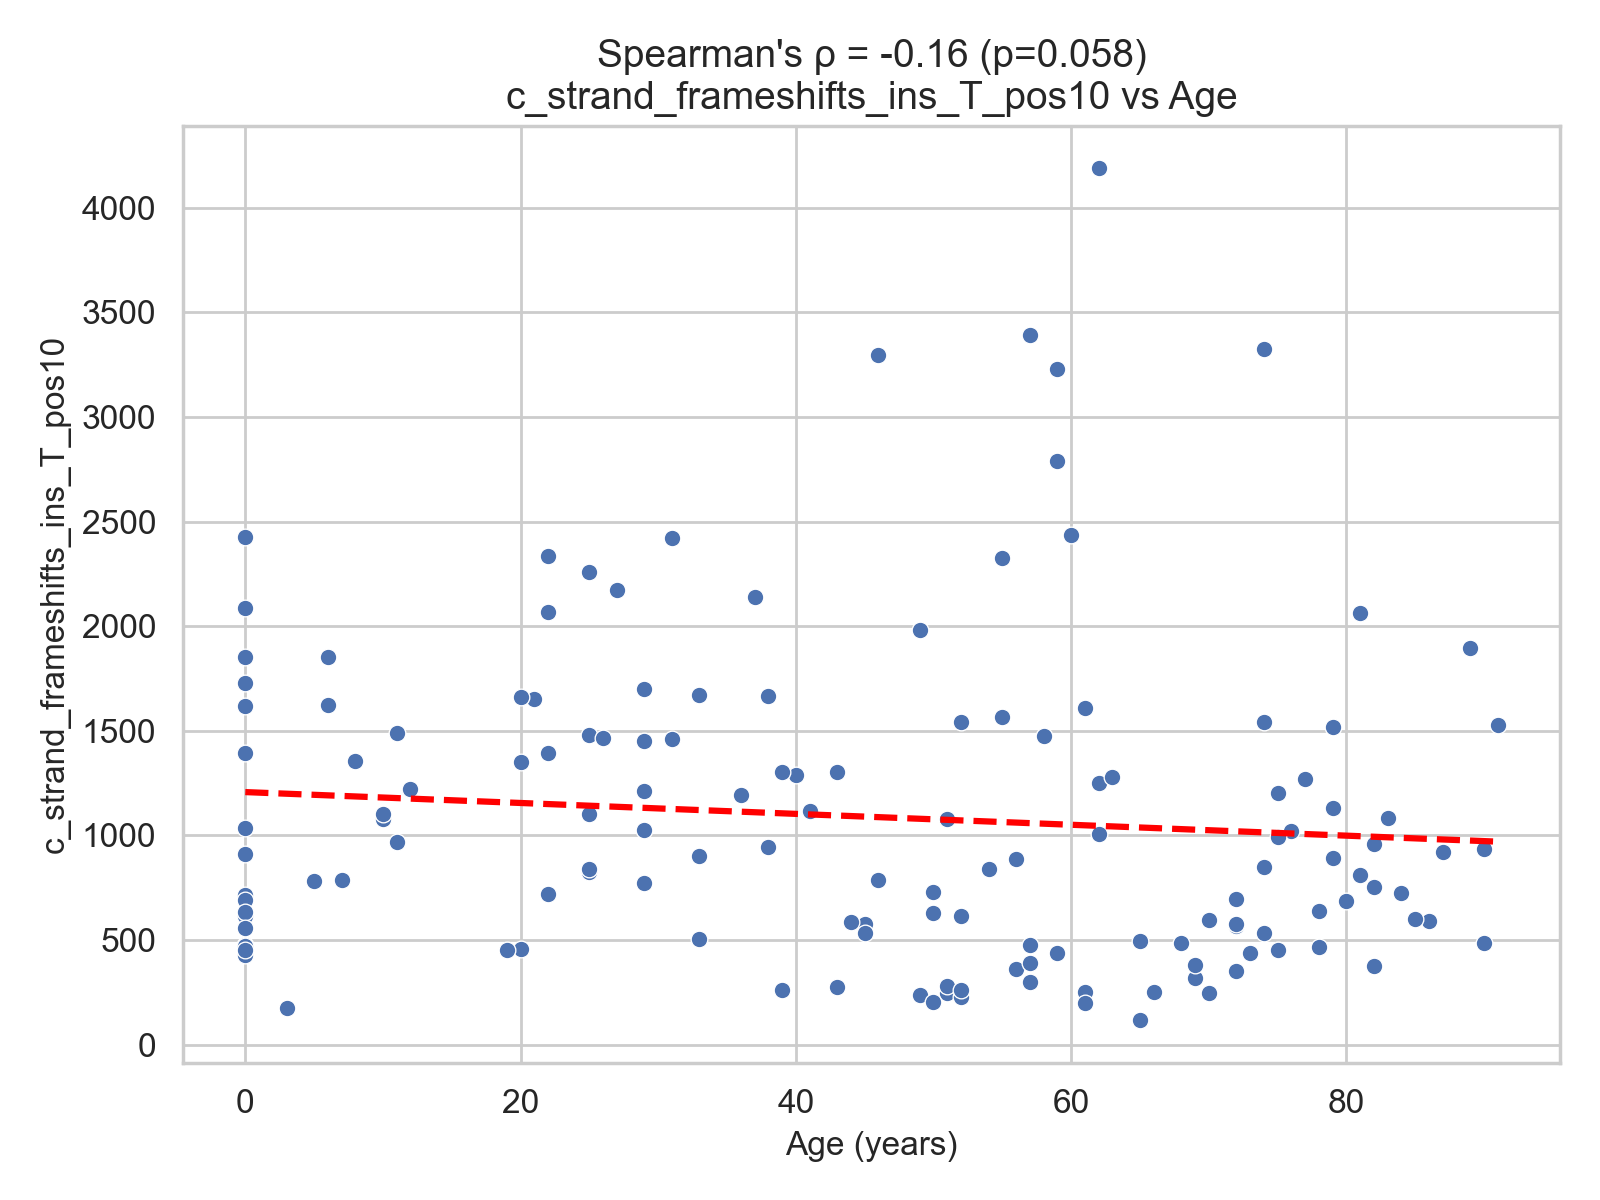 Spearman's ρ = -0.16 (p=0.058)
c_strand_frameshifts_ins_T_pos10 vs Age
c_strand_frameshifts_ins_T_pos10
4000
3500
3000
2500
2000
1500
1000
500
0
0 20 40 60 80
Age (years)